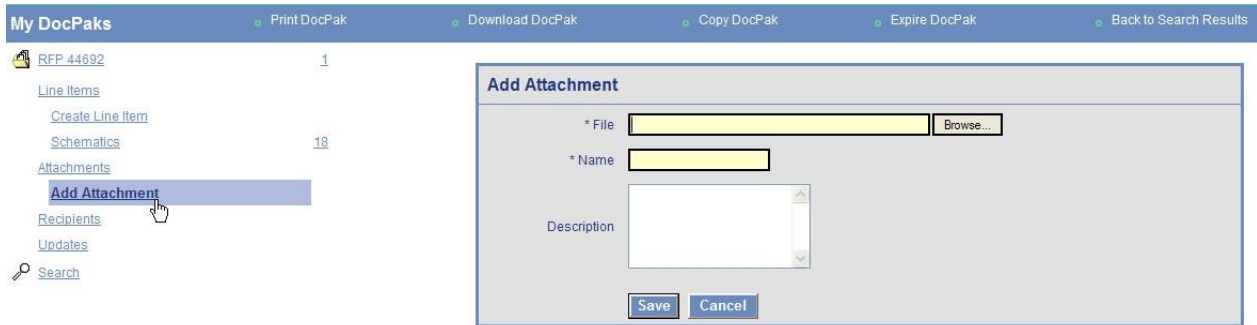 My DocPaks Print DocPak Download DocPak Copy DocPak Expire DocPak Back to Search Results
RFP 44692 1
Line Items
Create Line Item
Schematics 18
Attachments
Add Attachment
Recipients
Updates
Search
Add Attachment
* File Browse...
* Name
Description
Save Cancel